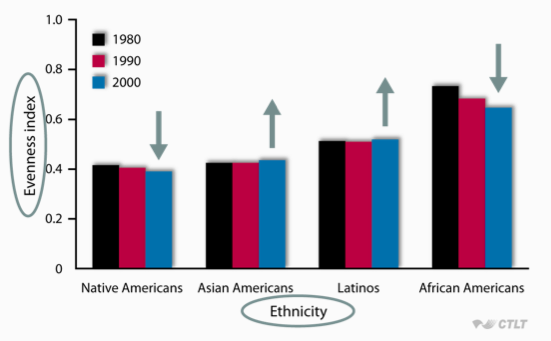 1.0
0.8
0.6
0.4
0.2
0
Evenness index
1980
1990
2000
Native Americans
Asian Americans
Latinos
African Americans
Ethnicity
CTLT